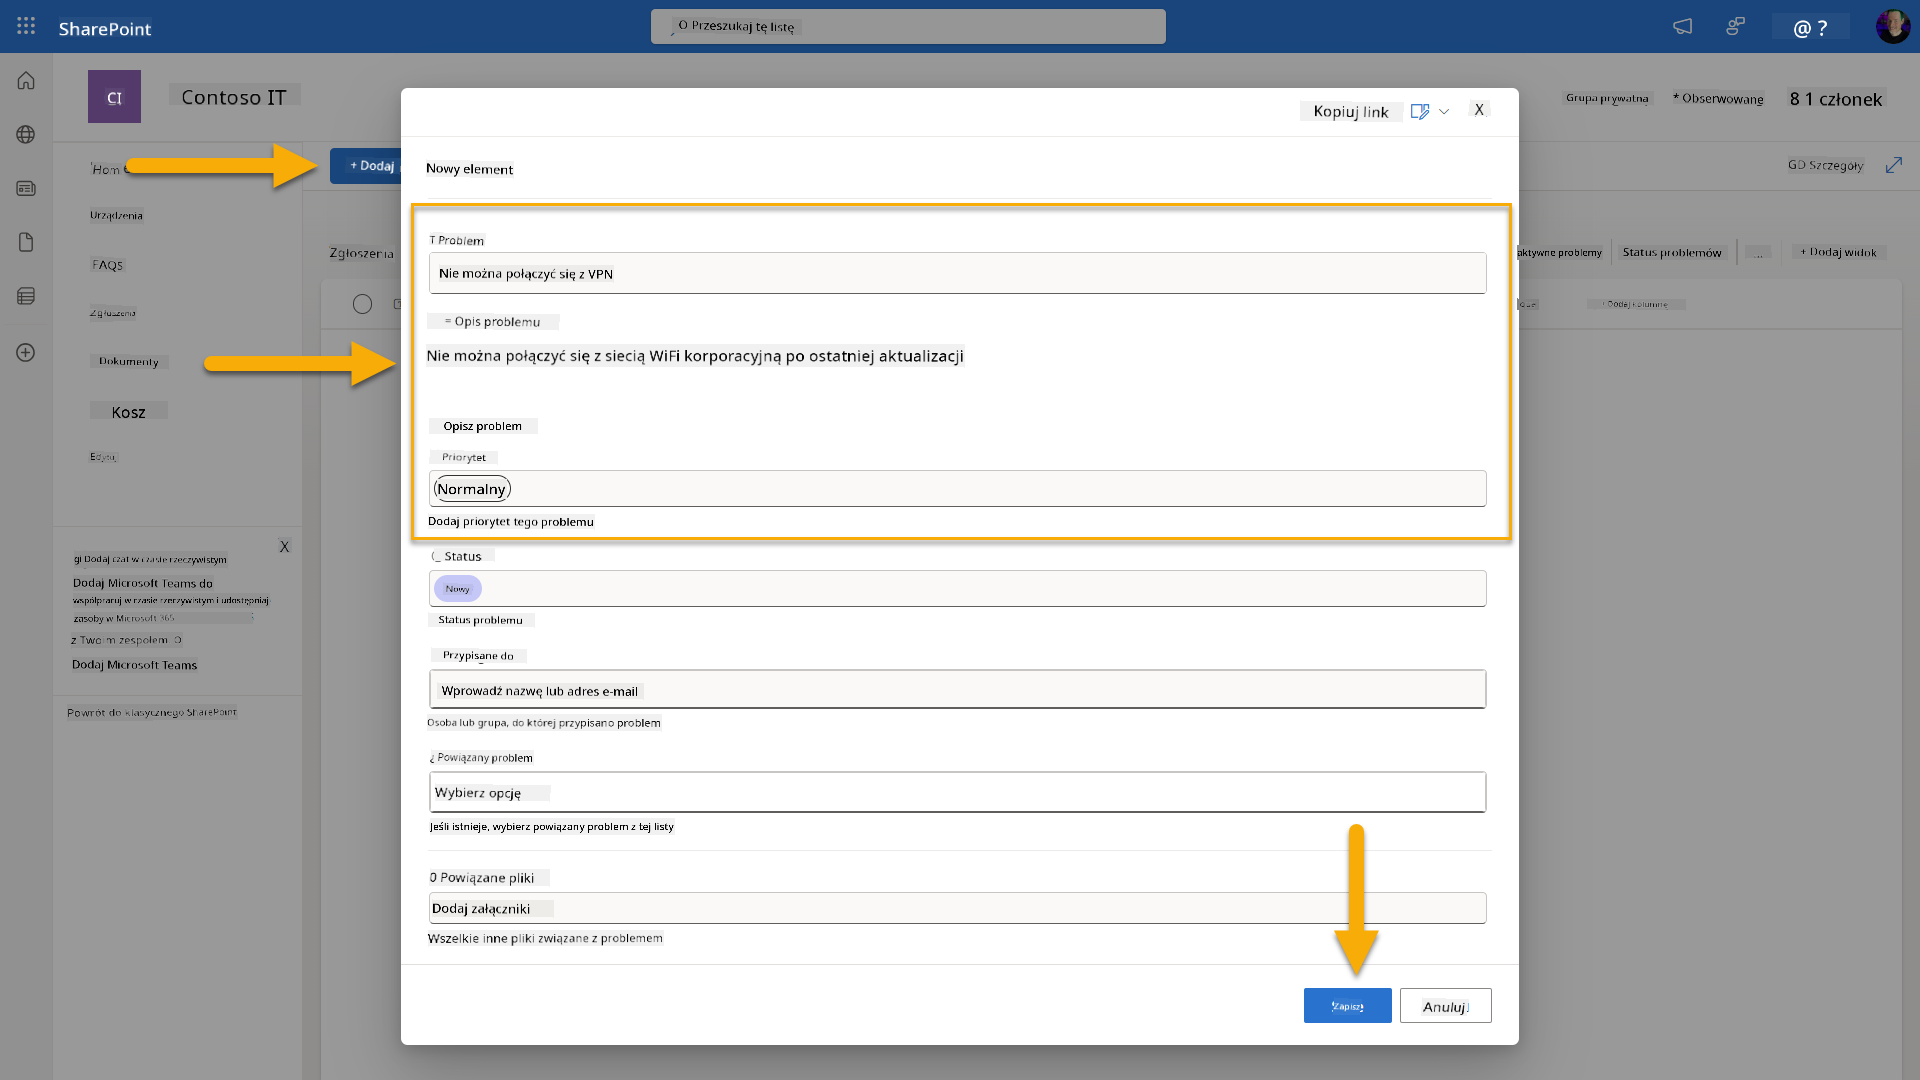 SharePoint
O Przeszukaj tę listę
@ ?
CI
Contoso IT
Grupa prywatna
* Obserwowane
8 1 członek
Kopiuj link
X
+ Dodaj
GD Szczegóły
Nowy element
Urządzenia
FAQS
Zgłoszenia
Dokumenty
Kosz
Edytuj
Zgłoszenia
aktywne problemy
Status problemów
...
+ Dodaj widok
+ Dodaj kolumnę
T Problem
Nie można połączyć się z VPN
= Opis problemu
Nie można połączyć się z siecią WiFi korporacyjną po ostatniej aktualizacji
Opisz problem
Priorytet
Normalny
Dodaj priorytet tego problemu
Status
Nowy
Status problemu
Przypisane do
Wprowadź nazwę lub adres e-mail
Osoba lub grupa, do której przypisano problem
¿ Powiązany problem
Wybierz opcję
Jeśli istnieje, wybierz powiązany problem z tej listy
0 Powiązane pliki
Dodaj załączniki
Wszelkie inne pliki związane z problemem
Zapisz
Anuluj
X
gi Dodaj czat w czasie rzeczywistym
Dodaj Microsoft Teams do
współpracuj w czasie rzeczywistym i udostępniaj
zasoby w Microsoft 365
z Twoim zespołem
Dodaj Microsoft Teams
Powrót do klasycznego SharePoint